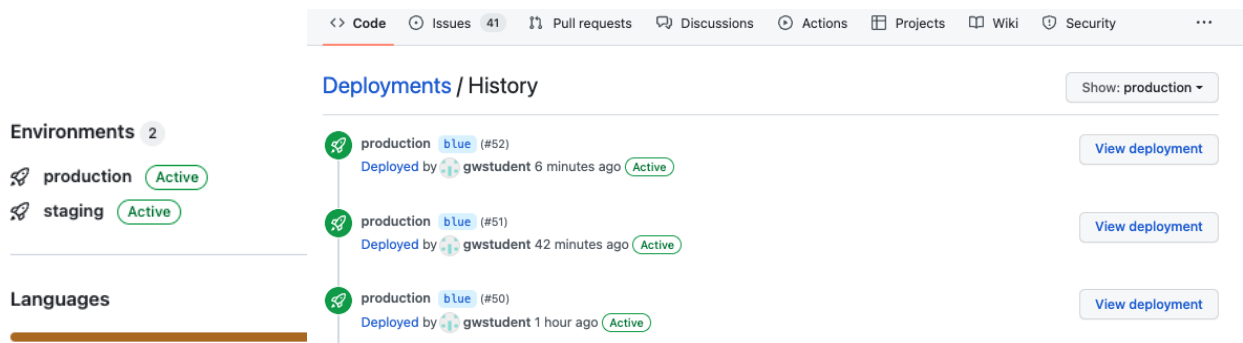 Code Issues 41 Pull requests Discussions Actions Projects Wiki Security ...
Deployments / History
Show: production
Environments 2
production Active
staging Active
Languages
production blue (#52)
Deployed by gwstudent 6 minutes ago Active
View deployment
production blue (#51)
Deployed by gwstudent 42 minutes ago Active
View deployment
production blue (#50)
Deployed by gwstudent 1 hour ago Active
View deployment